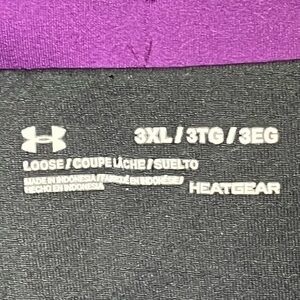 3XL / 3TG / 3EG
LOOSE / COUPE LÂCHE / SUELTO
MADE IN INDONESIA / FABRIQUÉ EN INDONÉSIE /
HECHO EN INDONESIA
HEATGEAR